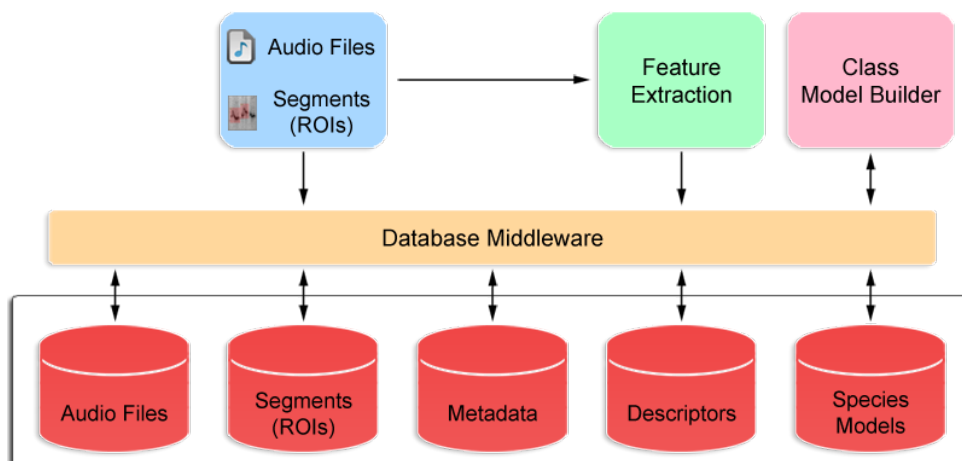 Audio Files
Segments
(ROIs)
Feature
Extraction
Class
Model Builder
Database Middleware
Audio Files
Segments
(ROIs)
Metadata
Descriptors
Species
Models